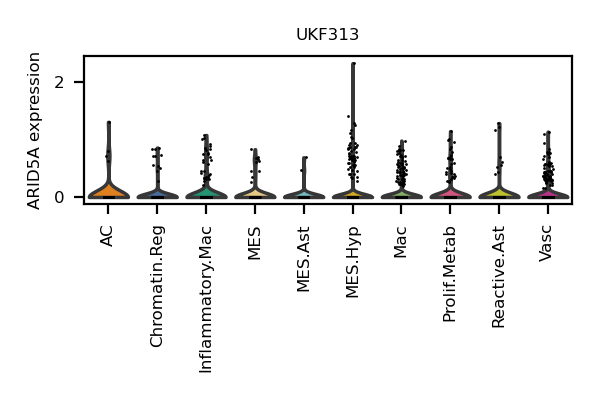 UKF313
ARID5A expression
2
0
AC
Chromatin.Reg
Inflammatory.Mac
MES
MES.Ast
MES.Hyp
Mac
Prolif.Metab
Reactive.Ast
Vasc